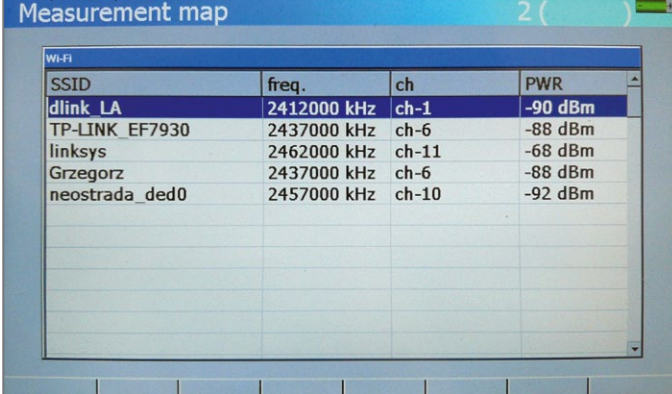 Measurement map 2 ( )
Wi-Fi
SSID freq. ch PWR
dlink_LA 2412000 kHz ch-1 -90 dBm
TP-LINK_EF7930 2437000 kHz ch-6 -88 dBm
linksys 2462000 kHz ch-11 -68 dBm
Grzegorz 2437000 kHz ch-6 -88 dBm
neostrada_ded0 2457000 kHz ch-10 -92 dBm